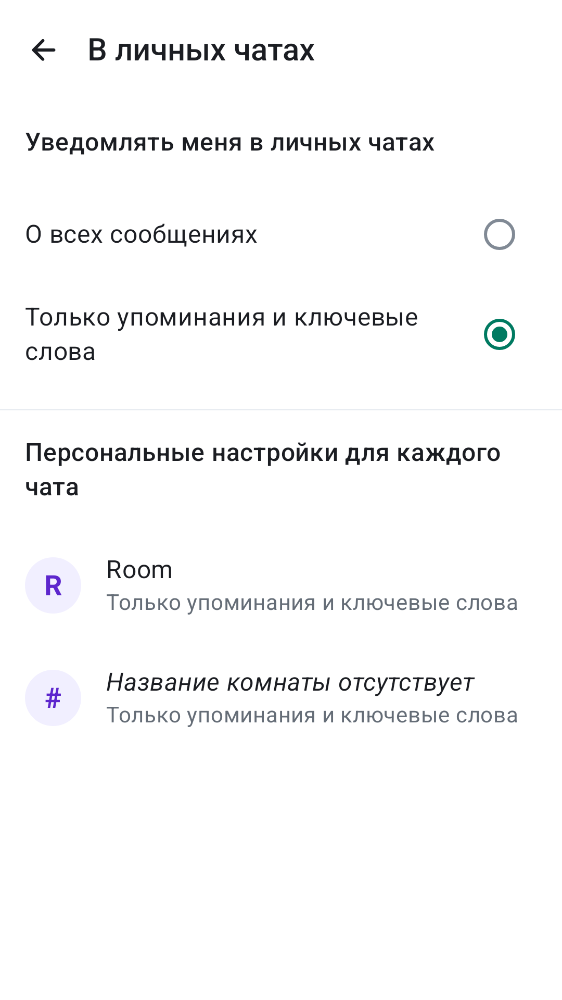 В личных чатах
Уведомлять меня в личных чатах
О всех сообщениях
Только упоминания и ключевые
слова
Персональные настройки для каждого
чата
R
Room
Только упоминания и ключевые слова
#
Название комнаты отсутствует
Только упоминания и ключевые слова